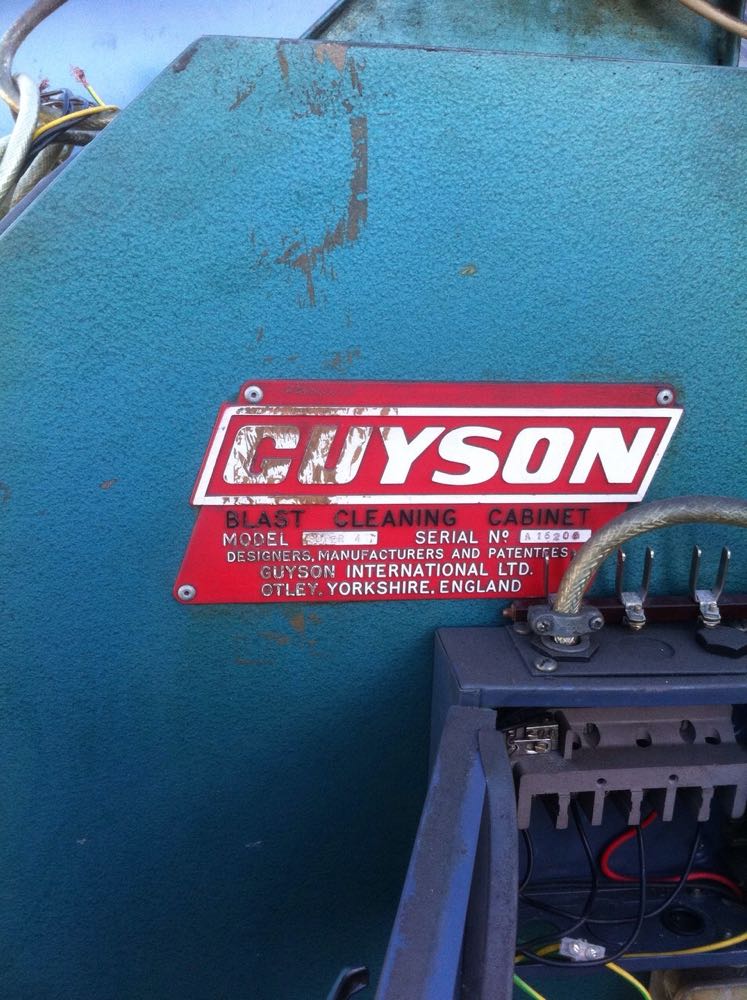 GUYSON
BLAST CLEANING CABINET
MODEL SERIAL Nº
DESIGNERS, MANUFACTURERS AND PATENTEES
GUYSON INTERNATIONAL LTD.
OTLEY, YORKSHIRE, ENGLAND